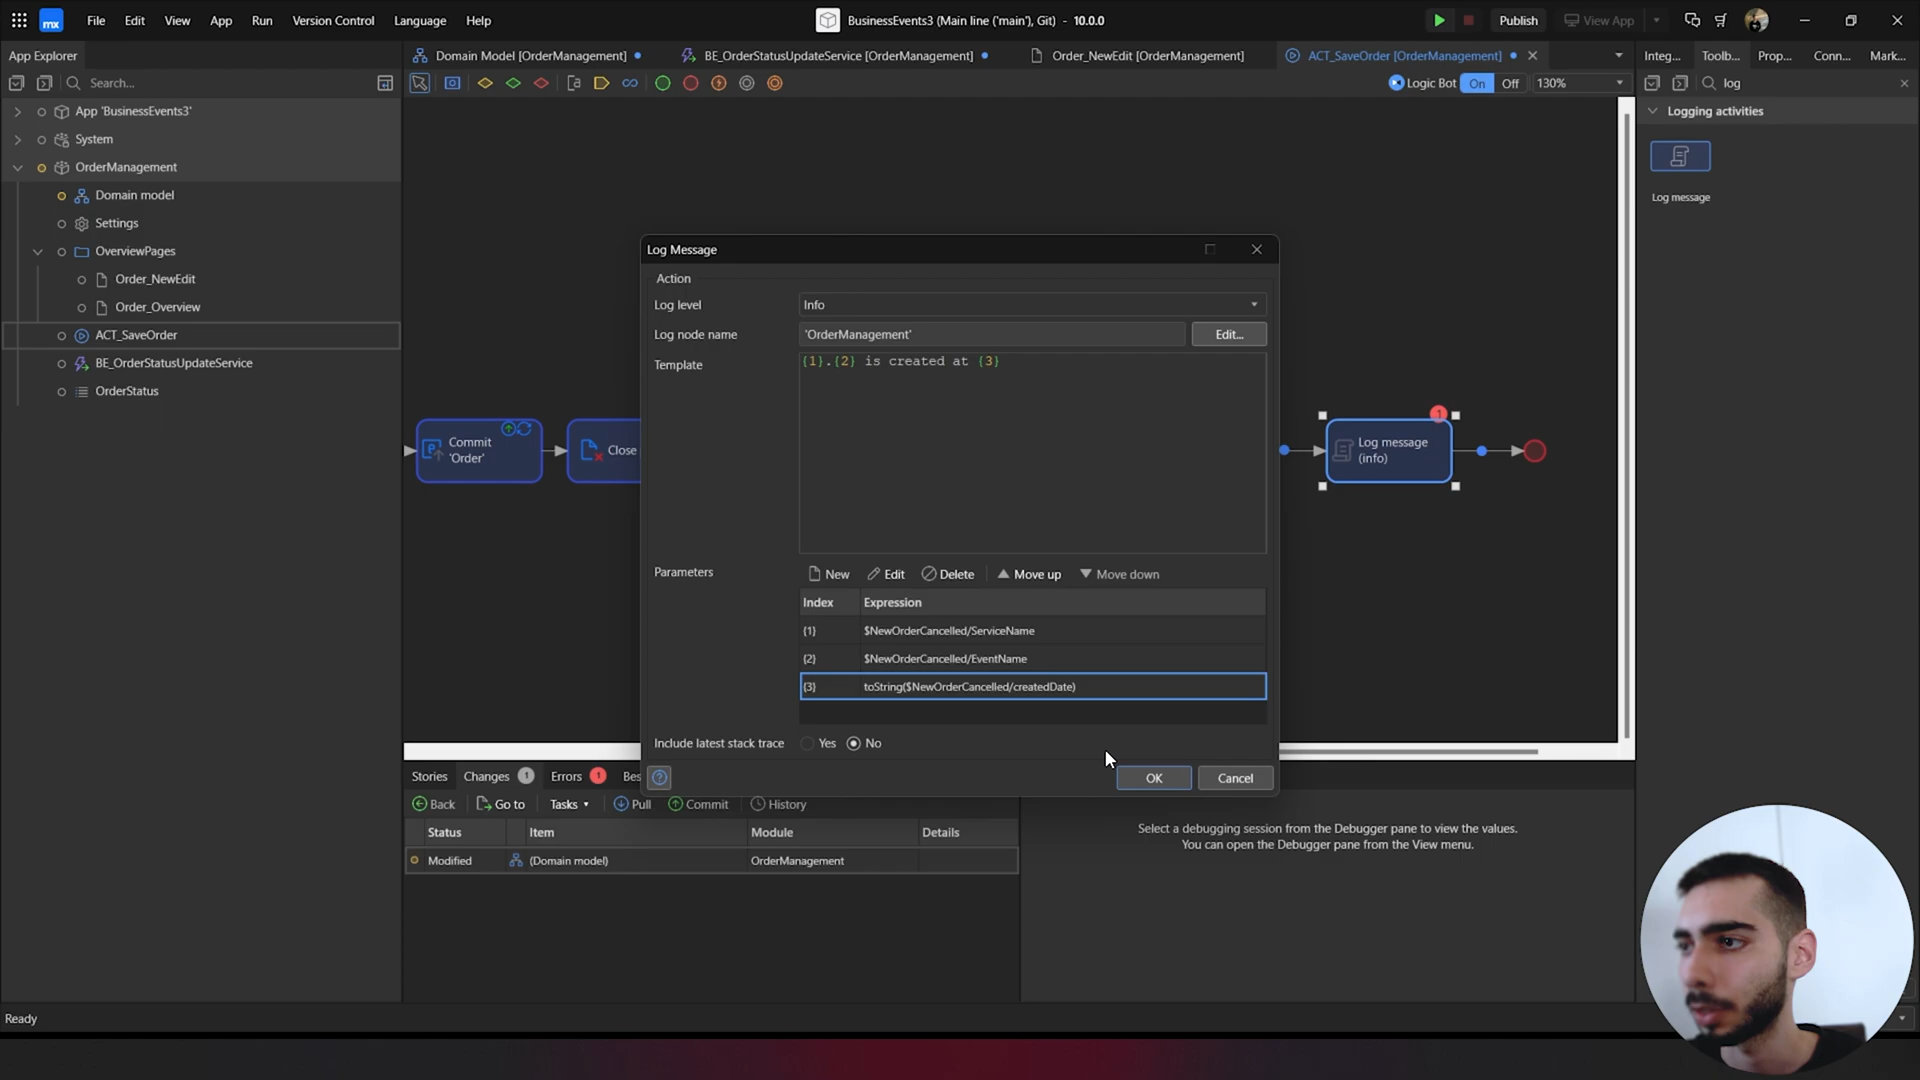 mx File Edit View App Run Version Control Language Help
BusinessEvents3 (Main line ('main'), Git) - 10.0.0
Publish View App
App Explorer
Domain Model [OrderManagement]
BE_OrderStatusUpdateService [OrderManagement]
Order_NewEdit [OrderManagement]
ACT_SaveOrder [OrderManagement]
Integ... Toolb... Prop... Conn... Mark...
Search...
Logic Bot On Off 130%
log
App 'BusinessEvents3'
System
OrderManagement
Domain model
Settings
OverviewPages
Order_NewEdit
Order_Overview
ACT_SaveOrder
BE_OrderStatusUpdateService
OrderStatus
Logging activities
Log message
Commit
'Order'
Close
Log message
(info)
1
Log Message
Action
Log level Info
Log node name 'OrderManagement' Edit...
Template {1}.{2} is created at {3}
Parameters New Edit Delete Move up Move down
Index Expression
{1} $NewOrderCancelled/ServiceName
{2} $NewOrderCancelled/EventName
{3} toString($NewOrderCancelled/createdDate)
Include latest stack trace Yes No
OK Cancel
Stories Changes 1 Errors 1 Bes
Back Go to Tasks Pull Commit History
Status Item Module Details
Modified (Domain model) OrderManagement
Select a debugging session from the Debugger pane to view the values.
You can open the Debugger pane from the View menu.
Ready